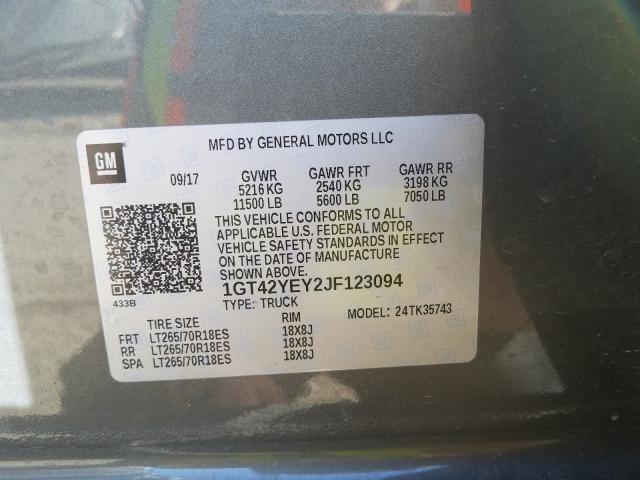 MFD BY GENERAL MOTORS LLC
GM
09/17
GVWR GAWR FRT GAWR RR
5216 KG 2540 KG 3198 KG
11500 LB 5600 LB 7050 LB
THIS VEHICLE CONFORMS TO ALL
APPLICABLE U.S. FEDERAL MOTOR
VEHICLE SAFETY STANDARDS IN EFFECT
ON THE DATE OF MANUFACTURE
SHOWN ABOVE.
433B
1GT42YEY2JF123094
TYPE: TRUCK
MODEL: 24TK35743
TIRE SIZE RIM
FRT LT265/70R18ES 18X8J
RR LT265/70R18ES 18X8J
SPA LT265/70R18ES 18X8J